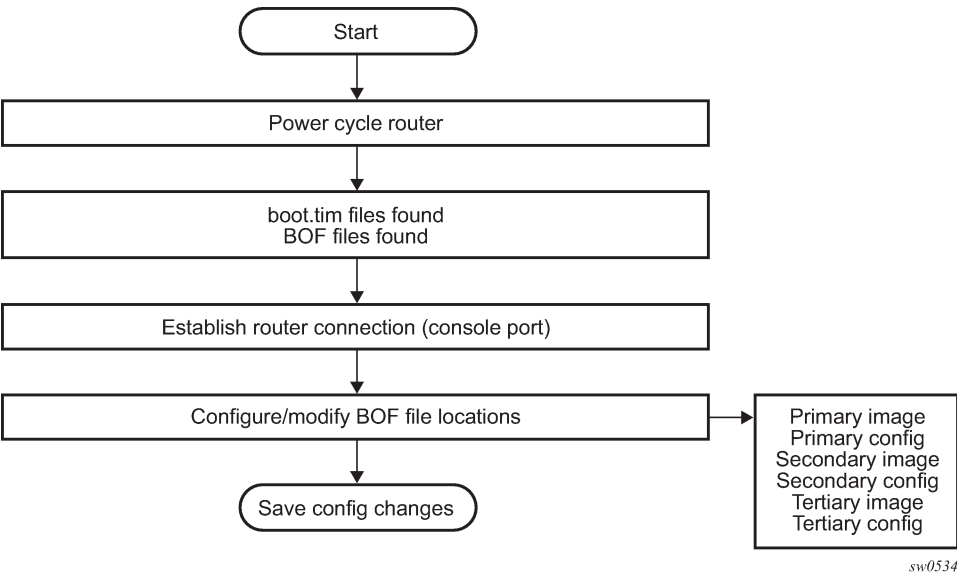 Start
Power cycle router
boot.tim files found
BOF files found
Establish router connection (console port)
Configure/modify BOF file locations
Primary image
Primary config
Secondary image
Secondary config
Tertiary image
Tertiary config
Save config changes
sw0534